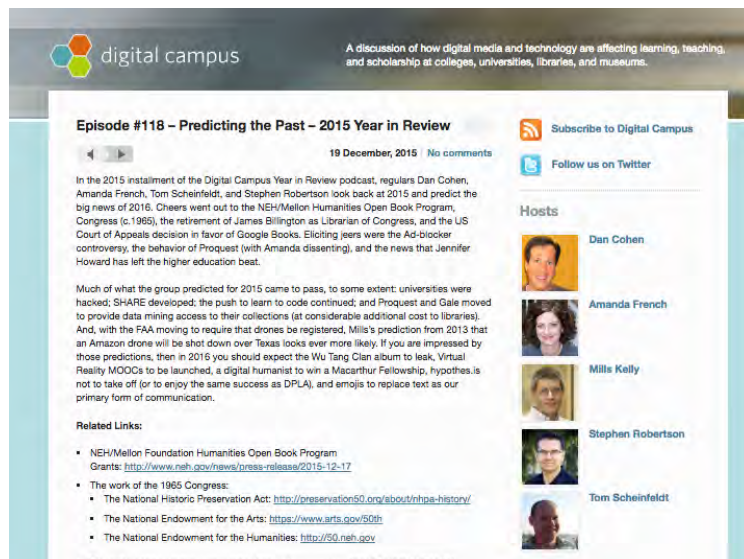 digital campus
A discussion of how digital media and technology are affecting learning, teaching,
and scholarship at colleges, universities, libraries, and museums.
Episode #118 – Predicting the Past – 2015 Year in Review
19 December, 2015 | No comments
In the 2015 installment of the Digital Campus Year in Review podcast, regulars Dan Cohen,
Amanda French, Tom Scheinfeldt, and Stephen Robertson look back at 2015 and predict the
big news of 2016. Cheers went out to the NEH/Mellon Humanities Open Book Program,
Congress (c.1965), the retirement of James Billington as Librarian of Congress, and the US
Court of Appeals decision in favor of Google Books. Eliciting jeers were the Ad-blocker
controversy, the behavior of Proquest (with Amanda dissenting), and the news that Jennifer
Howard has left the higher education beat.
Much of what the group predicted for 2015 came to pass, to some extent: universities were
hacked; SHARE developed; the push to learn to code continued; and Proquest and Gale moved
to provide data mining access to their collections (at considerable additional cost to libraries).
And, with the FAA moving to require that drones be registered, Mills's prediction from 2013 that
an Amazon drone will be shot down over Texas looks ever more likely. If you are impressed by
those predictions, then in 2016 you should expect the Wu Tang Clan album to leak, Virtual
Reality MOOCs to be launched, a digital humanist to win a Macarthur Fellowship, hypothes.is
not to take off (or to enjoy the same success as DPLA), and emojis to replace text as our
primary form of communication.
Related Links:
▪ NEH/Mellon Foundation Humanities Open Book Program
Grants: http://www.neh.gov/news/press-release/2015-12-17
▪ The work of the 1965 Congress:
▪ The National Historic Preservation Act: http://preservation50.org/about/nhpa-history/
▪ The National Endowment for the Arts: https://www.arts.gov/50th
▪ The National Endowment for the Humanities: http://50.neh.gov
Subscribe to Digital Campus
Follow us on Twitter
Hosts
Dan Cohen
Amanda French
Mills Kelly
Stephen Robertson
Tom Scheinfeldt